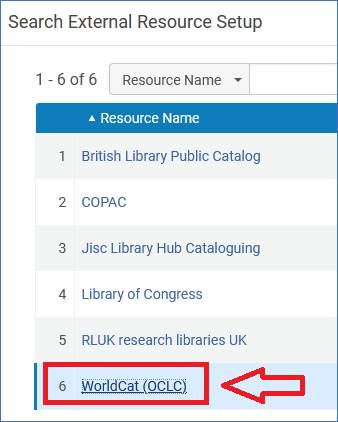 Search External Resource Setup
1 - 6 of 6 Resource Name
Resource Name
1 British Library Public Catalog
2 COPAC
3 Jisc Library Hub Cataloguing
4 Library of Congress
5 RLUK research libraries UK
6 WorldCat (OCLC)